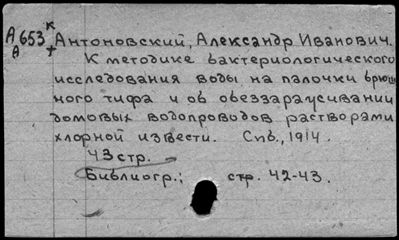 А653 к Антоновский, Александр Иванович.
А + К методике бактериологического
исследования воды на палочки брюш
ного тифа и об обеззараживании
домовых водопроводов растворами
хлорной извести. Спб., 1914.
43 стр.
Библиогр.: стр. 42-43.